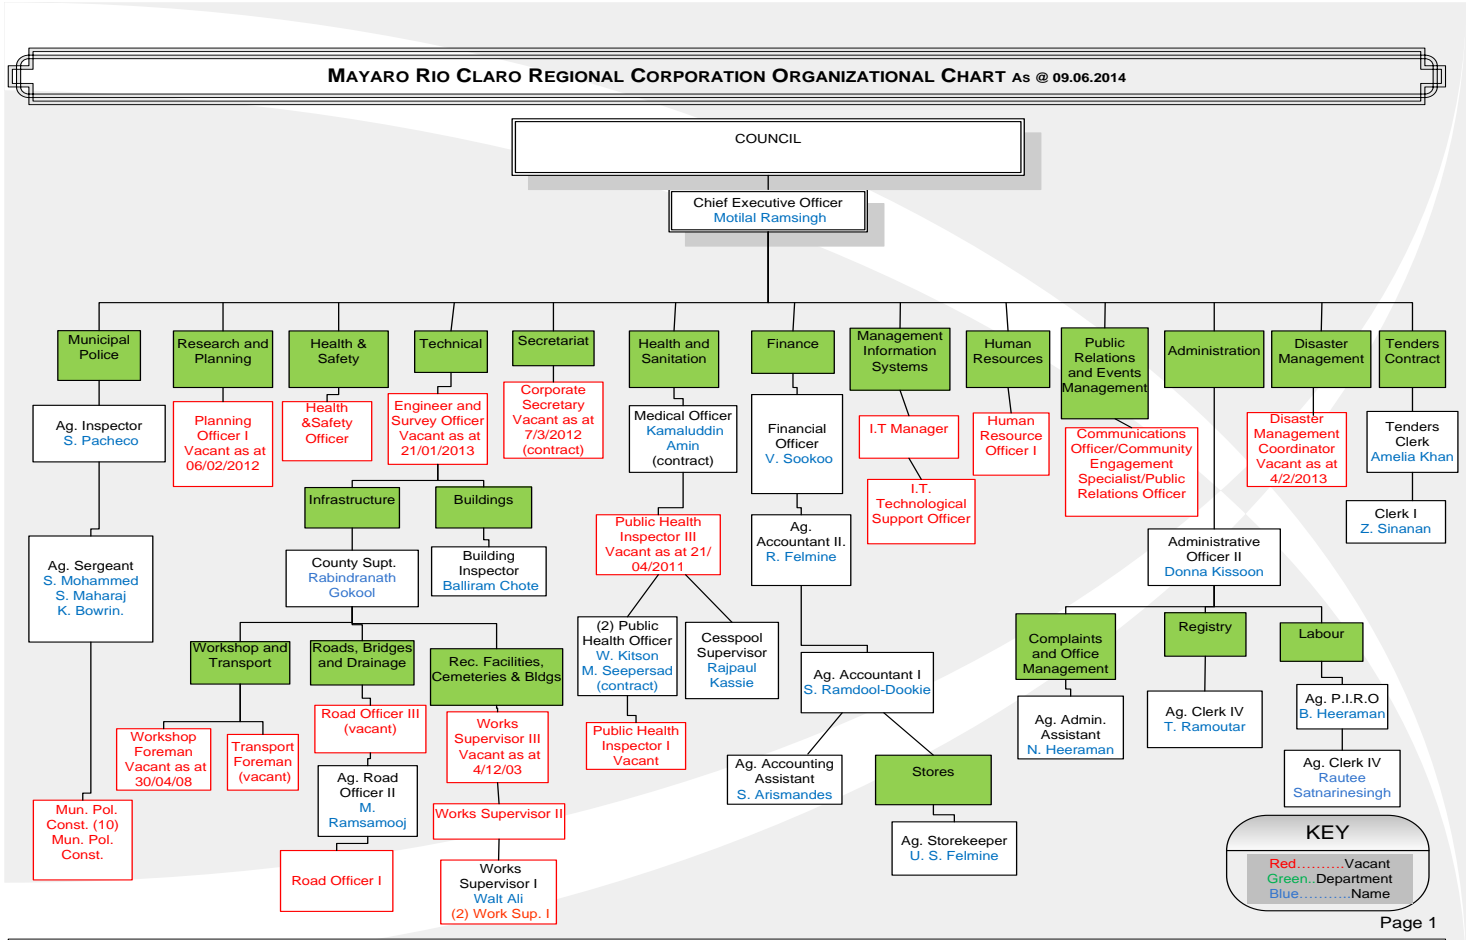 MAYARO RIO CLARO REGIONAL CORPORATION ORGANIZATIONAL CHART AS @ 09.06.2014
COUNCIL
Chief Executive Officer
Motilal Ramsingh
Municipal
Police
Research and
Planning
Health &
Safety
Technical
Secretariat
Health and
Sanitation
Finance
Management
Information
Systems
Human
Resources
Public
Relations
and Events
Management
Administration
Disaster
Management
Tenders
Contract
Ag. Inspector
S. Pacheco
Planning
Officer I
Vacant as at
06/02/2012
Health
&Safety
Officer
Engineer and
Survey Officer
Vacant as at
21/01/2013
Corporate
Secretary
Vacant as at
7/3/2012
(contract)
Medical Officer
Kamaluddin
Amin
(contract)
Financial
Officer
V. Sookoo
I.T Manager
Human
Resource
Officer I
Communications
Officer/Community
Engagement
Specialist/Public
Relations Officer
Disaster
Management
Coordinator
Vacant as at
4/2/2013
Tenders
Clerk
Amelia Khan
Infrastructure
Buildings
I.T.
Technological
Support Officer
Clerk I
Z. Sinanan
Ag. Sergeant
S. Mohammed
S. Maharaj
K. Bowrin.
County Supt.
Rabindranath
Gokool
Building
Inspector
Balliram Chote
Public Health
Inspector III
Vacant as at 21/
04/2011
Ag.
Accountant II.
R. Felmine
Administrative
Officer II
Donna Kissoon
Workshop and
Transport
Roads, Bridges
and Drainage
Rec. Facilities,
Cemeteries & Bldgs
(2) Public
Health Officer
W. Kitson
M. Seepersad
(contract)
Cesspool
Supervisor
Rajpaul
Kassie
Ag. Accountant I
S. Ramdool-Dookie
Complaints
and Office
Management
Registry
Labour
Workshop
Foreman
Vacant as at
30/04/08
Transport
Foreman
(vacant)
Road Officer III
(vacant)
Works
Supervisor III
Vacant as at
4/12/03
Public Health
Inspector I
Vacant
Ag. Admin.
Assistant
N. Heeraman
Ag. Clerk IV
T. Ramoutar
Ag. P.I.R.O
B. Heeraman
Ag. Road
Officer II
M.
Ramsamooj
Ag. Accounting
Assistant
S. Arismandes
Stores
Ag. Clerk IV
Rautee
Satnarinesingh
Mun. Pol.
Const. (10)
Mun. Pol.
Const.
Works Supervisor II
Ag. Storekeeper
U. S. Felmine
Road Officer I
Works
Supervisor I
Walt Ali
(2) Work Sup. I
KEY
Red..........Vacant
Green..Department
Blue...........Name
Page 1